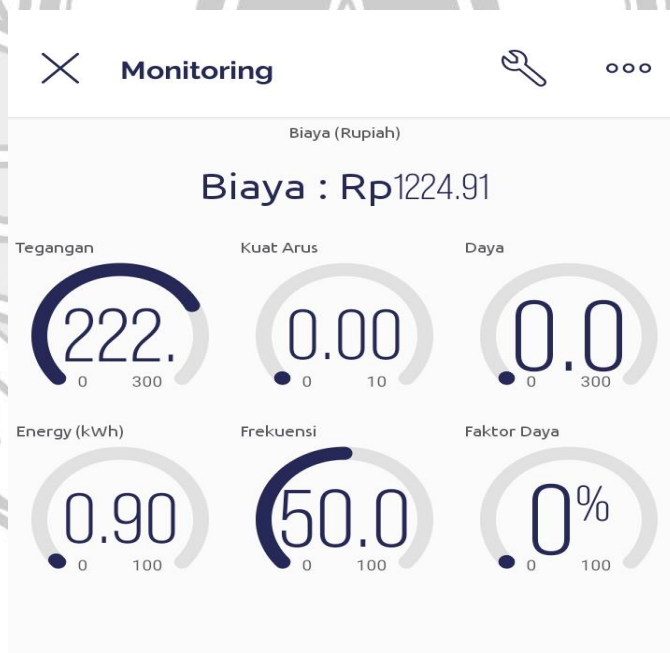 Monitoring
Biaya (Rupiah)
Biaya : Rp1224.91
Tegangan Kuat Arus Daya
222. 0.00 0.0
0 300 0 10 0 300
Energy (kWh) Frekuensi Faktor Daya
0.90 50.0 0%
0 100 0 100 0 100